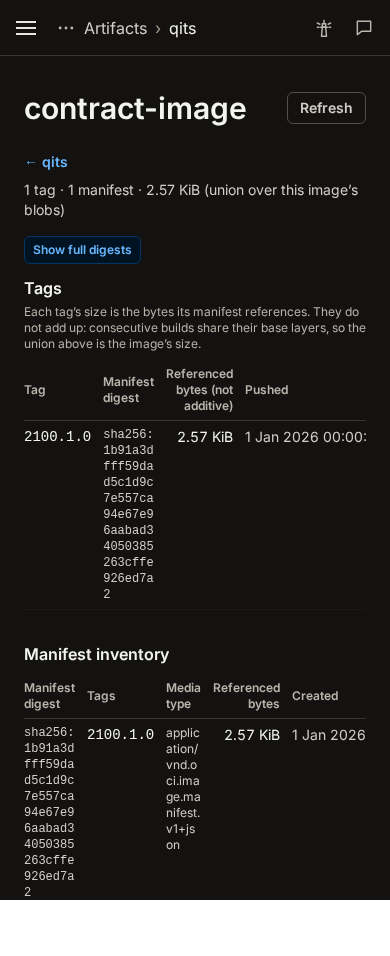 Artifacts › qits
contract-image
Refresh
← qits
1 tag · 1 manifest · 2.57 KiB (union over this image's
blobs)
Show full digests
Tags
Each tag's size is the bytes its manifest references. They do
not add up: consecutive builds share their base layers, so the
union above is the image's size.
Tag
Manifest
digest
Referenced
bytes (not
additive)
Pushed
2100.1.0
sha256:
1b91a3d
fff59da
d5c1d9c
7e557ca
94e67e9
6aabad3
4050385
263cffe
926ed7a
2
2.57 KiB
1 Jan 2026 00:00:
Manifest inventory
Manifest
digest
Tags
Media
type
Referenced
bytes
Created
sha256:
1b91a3d
fff59da
d5c1d9c
7e557ca
94e67e9
6aabad3
4050385
263cffe
926ed7a
2
2100.1.0
applic
ation/
vnd.o
ci.ima
ge.ma
nifest.
v1+js
on
2.57 KiB
1 Jan 2026